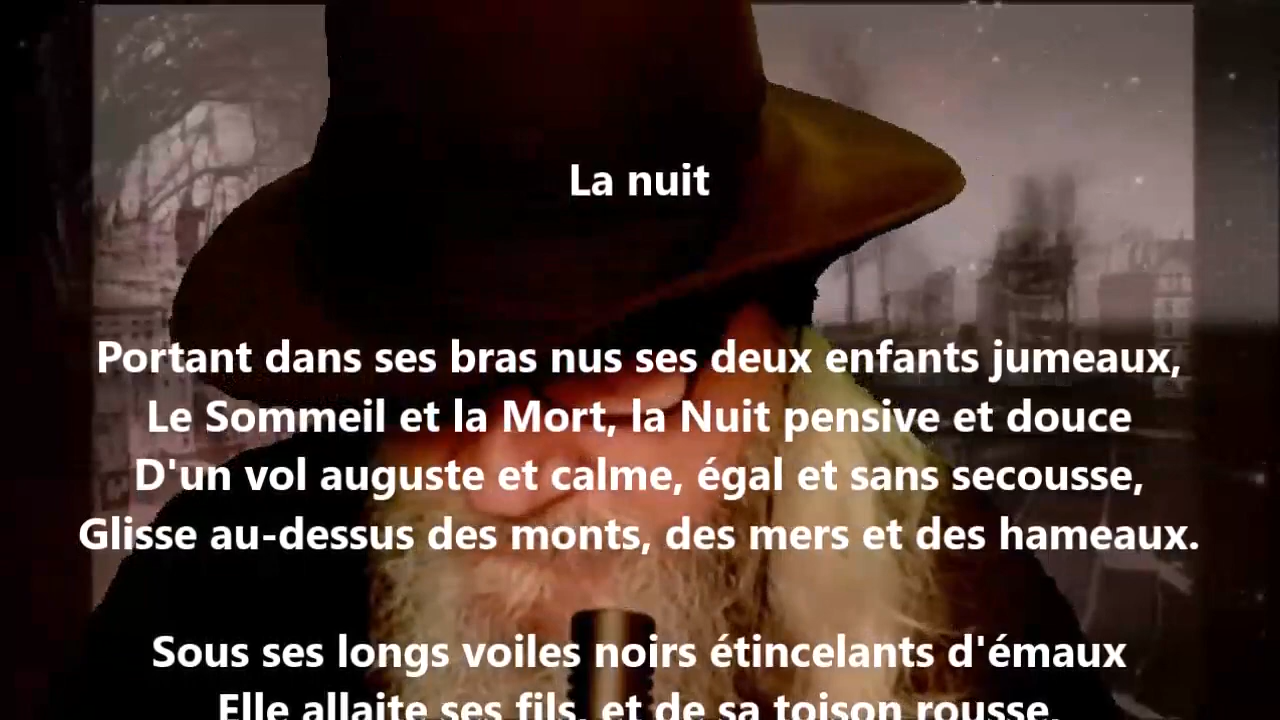 La nuit
Portant dans ses bras nus ses deux enfants jumeaux,
Le Sommeil et la Mort, la Nuit pensive et douce
D'un vol auguste et calme, égal et sans secousse,
Glisse au-dessus des monts, des mers et des hameaux.
Sous ses longs voiles noirs étincelants d'émaux
Elle allaite ses fils, et de sa toison rousse,